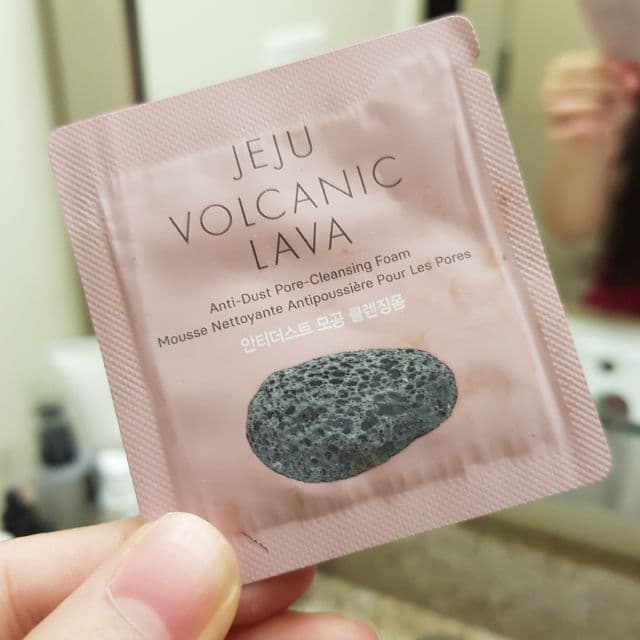 JEJU
VOLCANIC
LAVA
Anti-Dust Pore-Cleansing Foam
Mousse Nettoyante Antipoussière Pour Les Pores
안티더스트 모공 클렌징폼